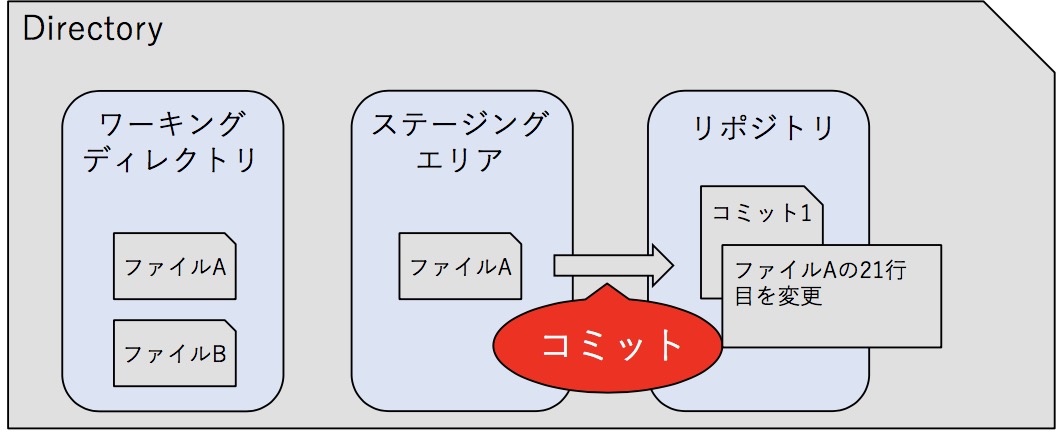 Directory
ワーキング
ディレクトリ
ファイルA
ファイルB
ステージング
エリア
ファイルA
コミット
リポジトリ
コミット1
ファイルAの21行
目を変更